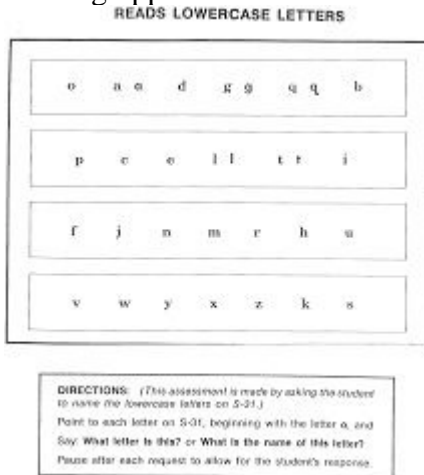 READS LOWERCASE LETTERS
o a ɑ d g g q q b
p c e l l t t i
f j n m r h u
v w y x z k s
DIRECTIONS: (This assessment is made by asking the student
to name the lowercase letters on S-31.)
Point to each letter on S-31, beginning with the letter o, and
Say: What letter is this? or What is the name of this letter?
Pause after each request to allow for the student's response.